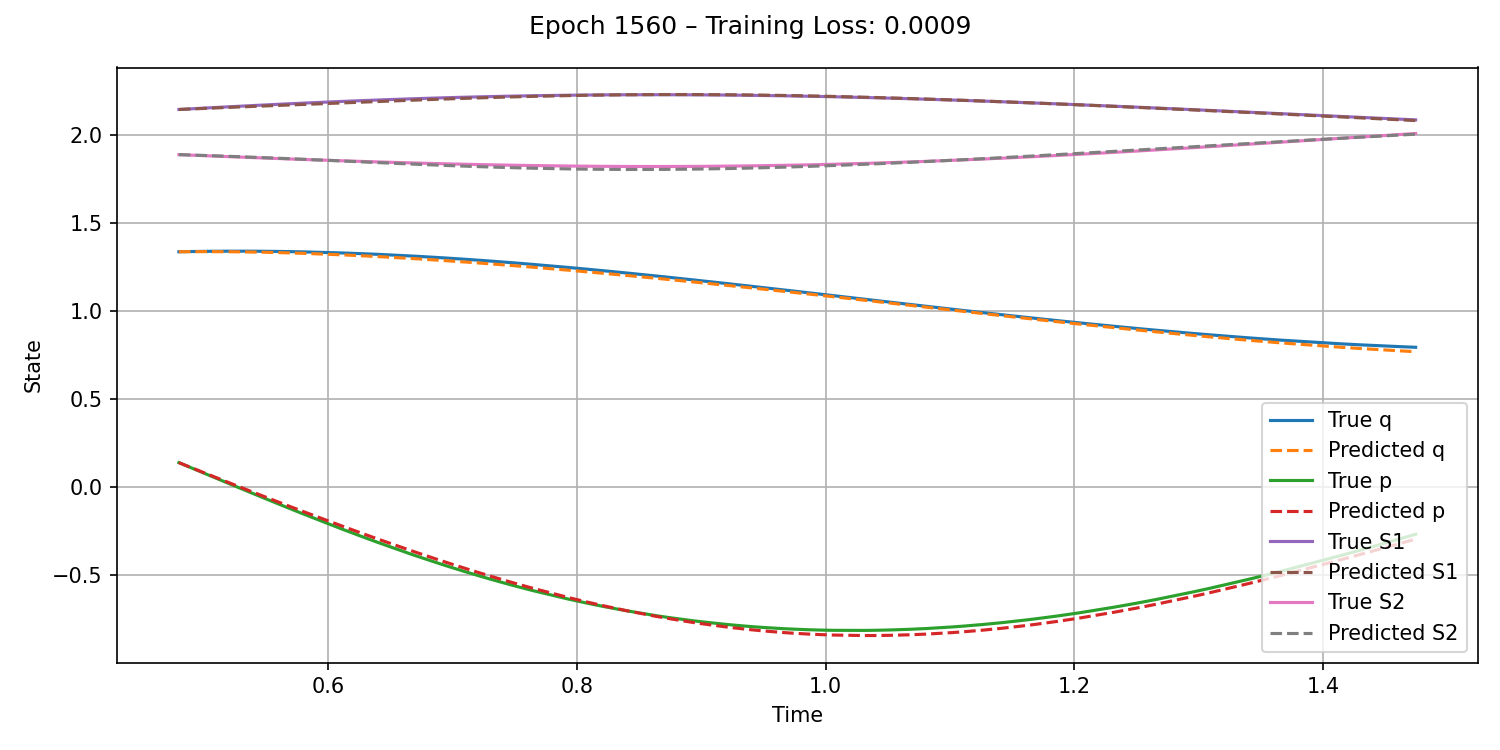 Epoch 1560 – Training Loss: 0.0009
State
2.0
1.5
1.0
0.5
0.0
−0.5
0.6
0.8
1.0
1.2
1.4
Time
True q
Predicted q
True p
Predicted p
True S1
Predicted S1
True S2
Predicted S2